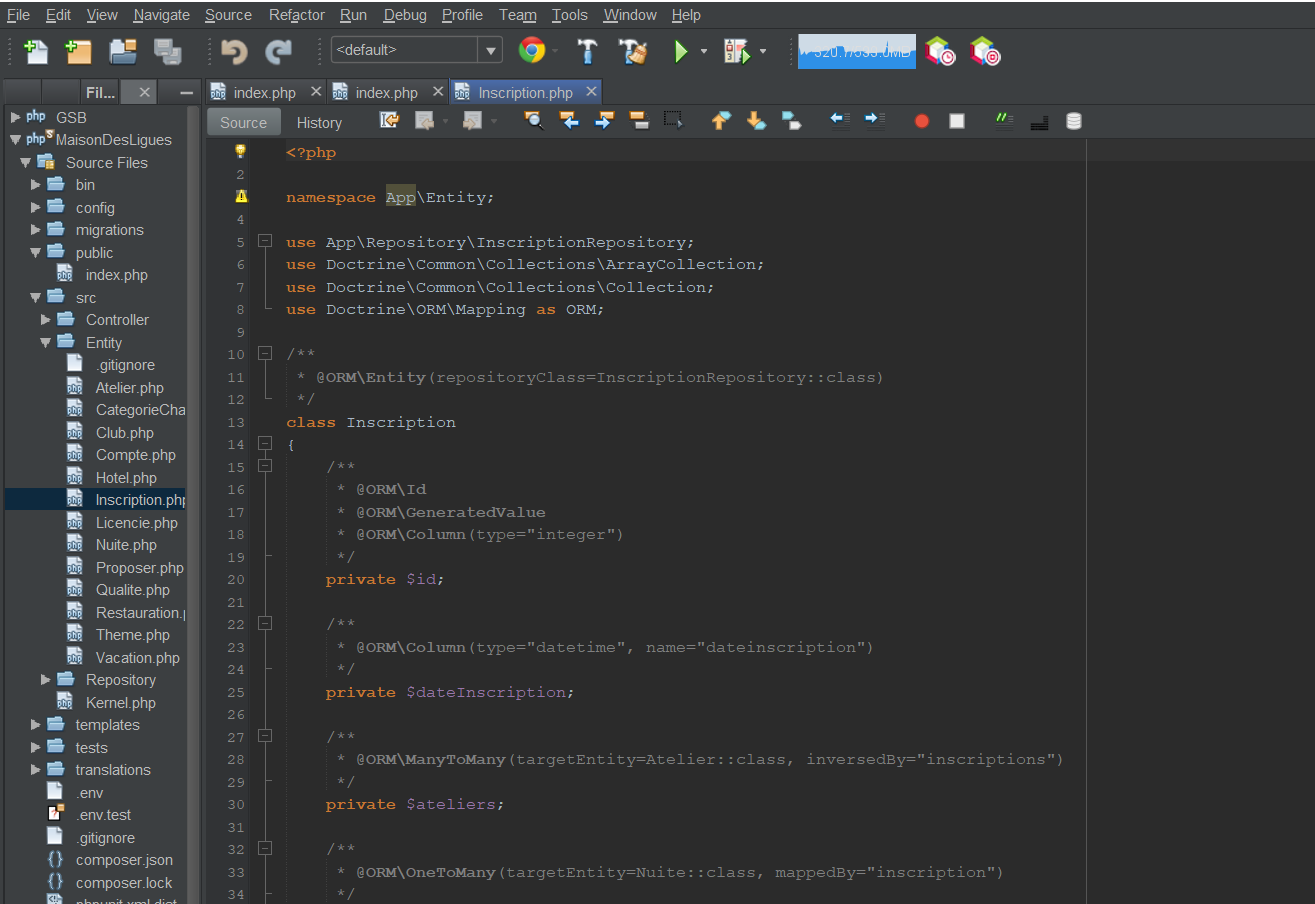 File Edit View Navigate Source Refactor Run Debug Profile Team Tools Window Help
<default>
Fil...
index.php
index.php
Inscription.php
Source History
GSB
MaisonDesLigues
Source Files
bin
config
migrations
public
index.php
src
Controller
Entity
.gitignore
Atelier.php
CategorieCha
Club.php
Compte.php
Hotel.php
Inscription.php
Licencie.php
Nuite.php
Proposer.php
Qualite.php
Restauration.p
Theme.php
Vacation.php
Repository
Kernel.php
templates
tests
translations
.env
.env.test
.gitignore
composer.json
composer.lock
phpunit.xml.dist
<?php
2
namespace App\Entity;
4
5 use App\Repository\InscriptionRepository;
6 use Doctrine\Common\Collections\ArrayCollection;
7 use Doctrine\Common\Collections\Collection;
8 use Doctrine\ORM\Mapping as ORM;
9
10 /**
11 * @ORM\Entity(repositoryClass=InscriptionRepository::class)
12 */
13 class Inscription
14 {
15 /**
16 * @ORM\Id
17 * @ORM\GeneratedValue
18 * @ORM\Column(type="integer")
19 */
20 private $id;
21
22 /**
23 * @ORM\Column(type="datetime", name="dateinscription")
24 */
25 private $dateInscription;
26
27 /**
28 * @ORM\ManyToMany(targetEntity=Atelier::class, inversedBy="inscriptions")
29 */
30 private $ateliers;
31
32 /**
33 * @ORM\OneToMany(targetEntity=Nuite::class, mappedBy="inscription")
34 */